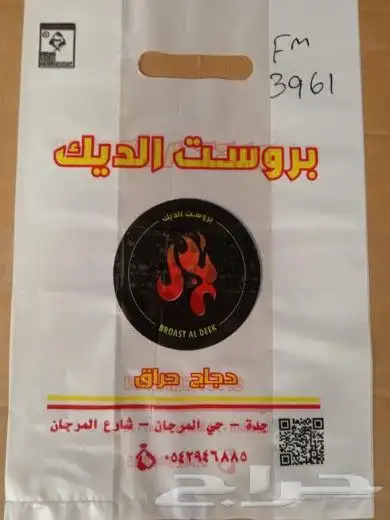 FM
3961
بروست الديك
بروست الديك
BROAST Al DEEK
دجاج حراق
جدة – حي المرجان – شارع المرجان
٠٥٤٢٩٤٦٨٨٥
حراج